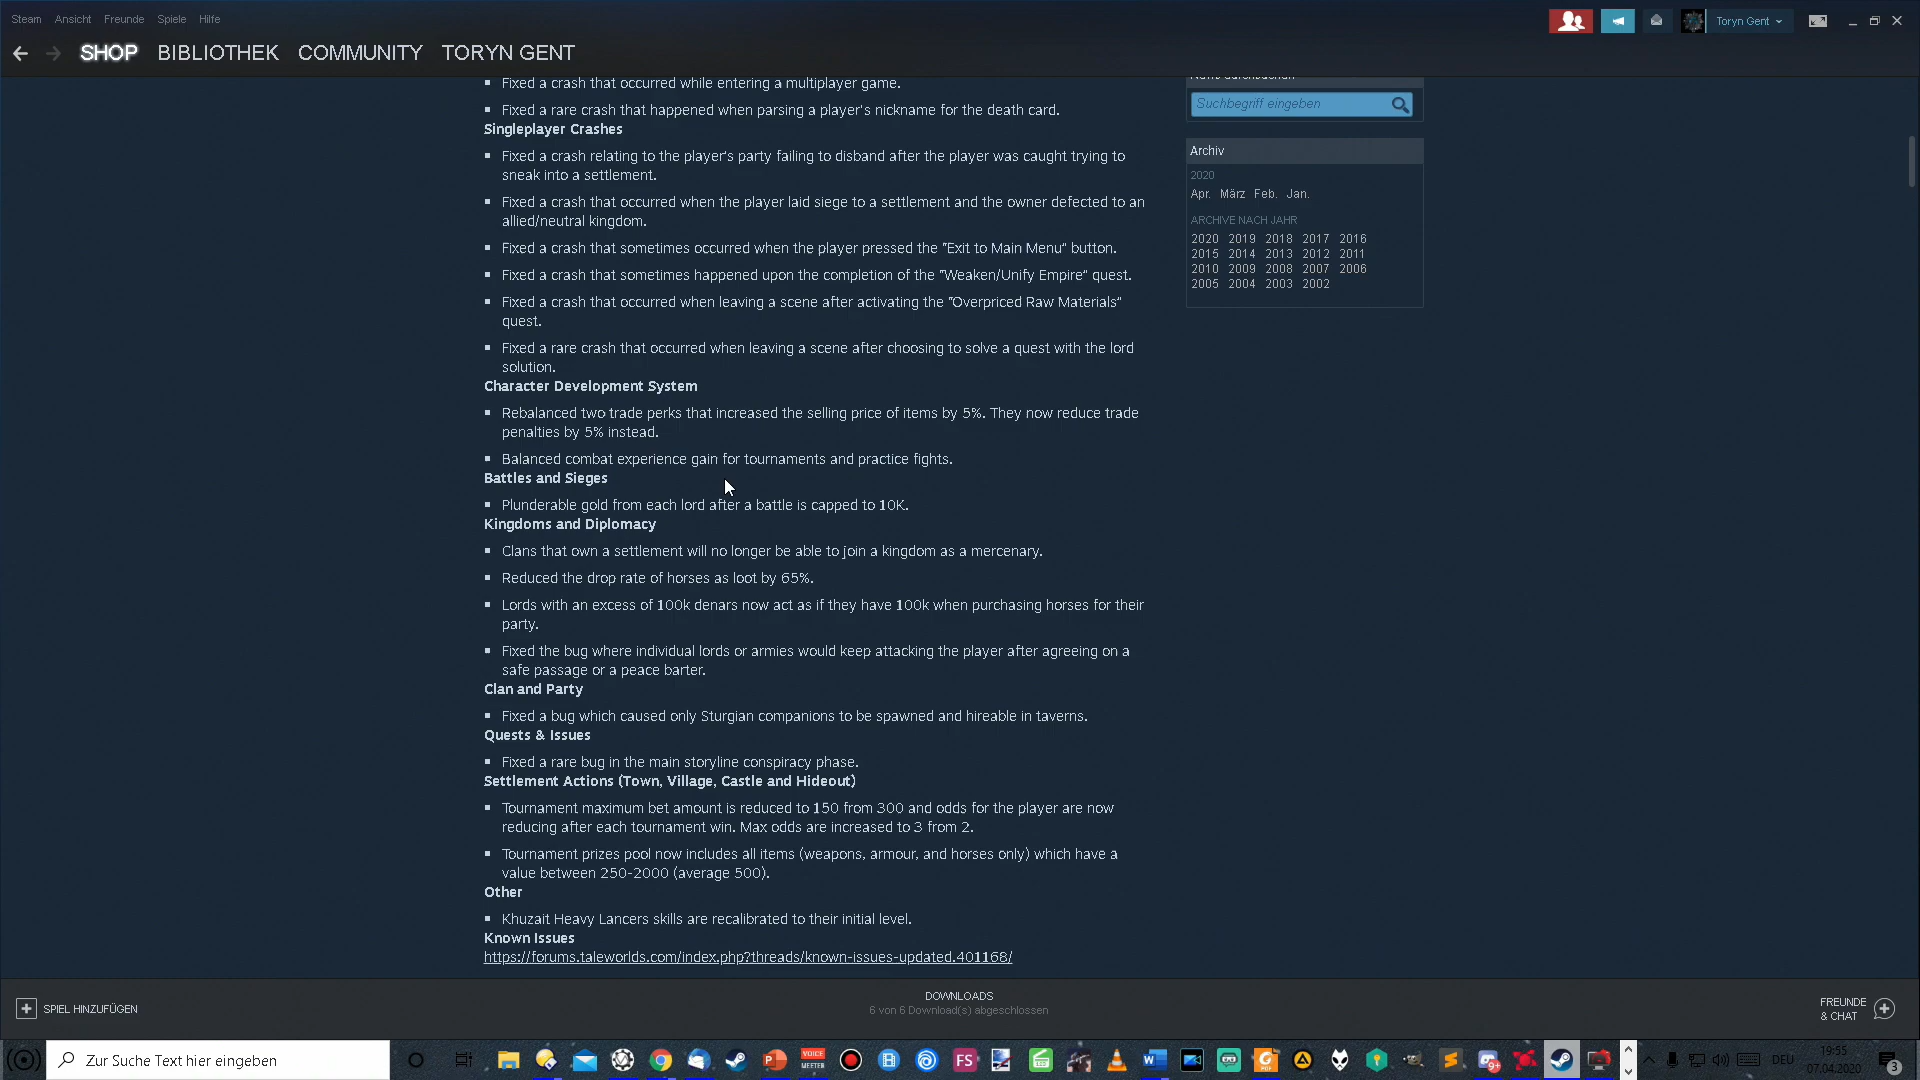 Steam Ansicht Freunde Spiele Hilfe
Toryn Gent
SHOP BIBLIOTHEK COMMUNITY TORYN GENT
Fixed a crash that occurred while entering a multiplayer game.
Fixed a rare crash that happened when parsing a player's nickname for the death card.
Singleplayer Crashes
Fixed a crash relating to the player's party failing to disband after the player was caught trying to
sneak into a settlement.
Fixed a crash that occurred when the player laid siege to a settlement and the owner defected to an
allied/neutral kingdom.
Fixed a crash that sometimes occurred when the player pressed the "Exit to Main Menu" button.
Fixed a crash that sometimes happened upon the completion of the "Weaken/Unify Empire" quest.
Fixed a crash that occurred when leaving a scene after activating the "Overpriced Raw Materials"
quest.
Fixed a rare crash that occurred when leaving a scene after choosing to solve a quest with the lord
solution.
Character Development System
Rebalanced two trade perks that increased the selling price of items by 5%. They now reduce trade
penalties by 5% instead.
Balanced combat experience gain for tournaments and practice fights.
Battles and Sieges
Plunderable gold from each lord after a battle is capped to 10K.
Kingdoms and Diplomacy
Clans that own a settlement will no longer be able to join a kingdom as a mercenary.
Reduced the drop rate of horses as loot by 65%.
Lords with an excess of 100k denars now act as if they have 100k when purchasing horses for their
party.
Fixed the bug where individual lords or armies would keep attacking the player after agreeing on a
safe passage or a peace barter.
Clan and Party
Fixed a bug which caused only Sturgian companions to be spawned and hireable in taverns.
Quests & Issues
Fixed a rare bug in the main storyline conspiracy phase.
Settlement Actions (Town, Village, Castle and Hideout)
Tournament maximum bet amount is reduced to 150 from 300 and odds for the player are now
reducing after each tournament win. Max odds are increased to 3 from 2.
Tournament prizes pool now includes all items (weapons, armour, and horses only) which have a
value between 250-2000 (average 500).
Other
Khuzait Heavy Lancers skills are recalibrated to their initial level.
Known Issues
https://forums.taleworlds.com/index.php?threads/known-issues-updated.401168/
Suchbegriff eingeben
Archiv
2020
Apr. März Feb. Jan.
ARCHIVE NACH JAHR
2020 2019 2018 2017 2016
2015 2014 2013 2012 2011
2010 2009 2008 2007 2006
2005 2004 2003 2002
SPIEL HINZUFÜGEN
DOWNLOADS
6 von 6 Download(s) abgeschlossen
FREUNDE
& CHAT
Zur Suche Text hier eingeben
VOICE
MEETER
FS
DEU
19:55
07.04.2020
3